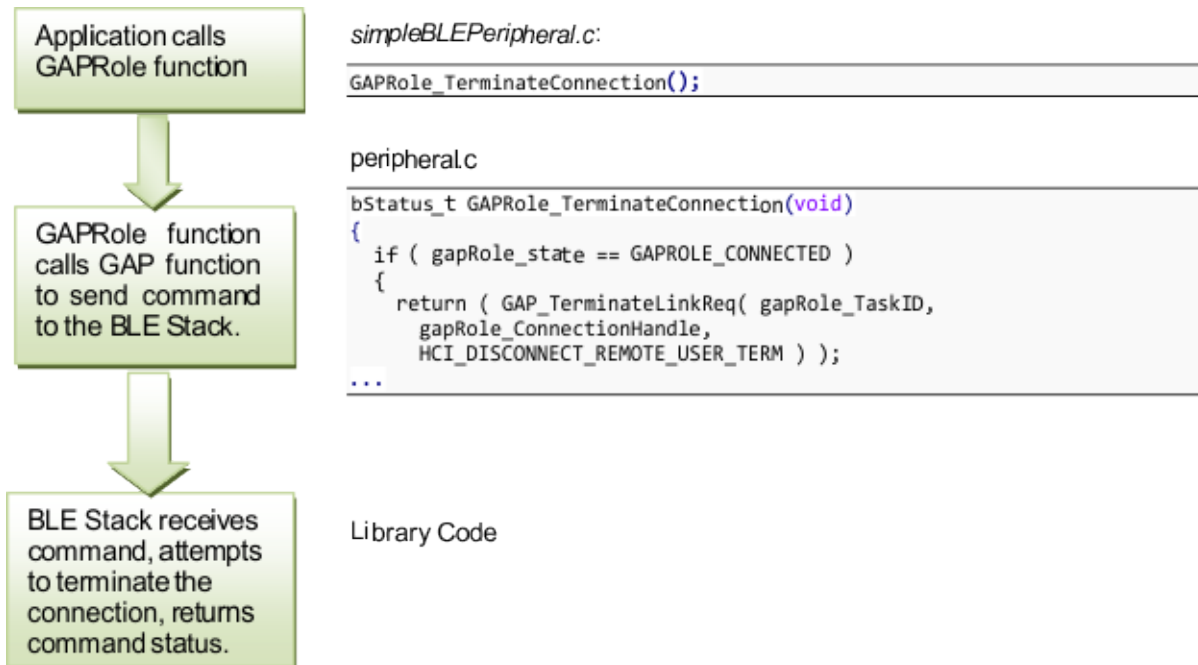 Application calls
GAPRole function
simpleBLEPeripheral.c:
GAPRole_TerminateConnection();
GAPRole function
calls GAP function
to send command
to the BLE Stack.
peripheral.c
bStatus_t GAPRole_TerminateConnection(void)
{
if ( gapRole_state == GAPROLE_CONNECTED )
{
return ( GAP_TerminateLinkReq( gapRole_TaskID,
gapRole_ConnectionHandle,
HCI_DISCONNECT_REMOTE_USER_TERM ) );
...
BLE Stack receives
command, attempts
to terminate the
connection, returns
command status.
Library Code